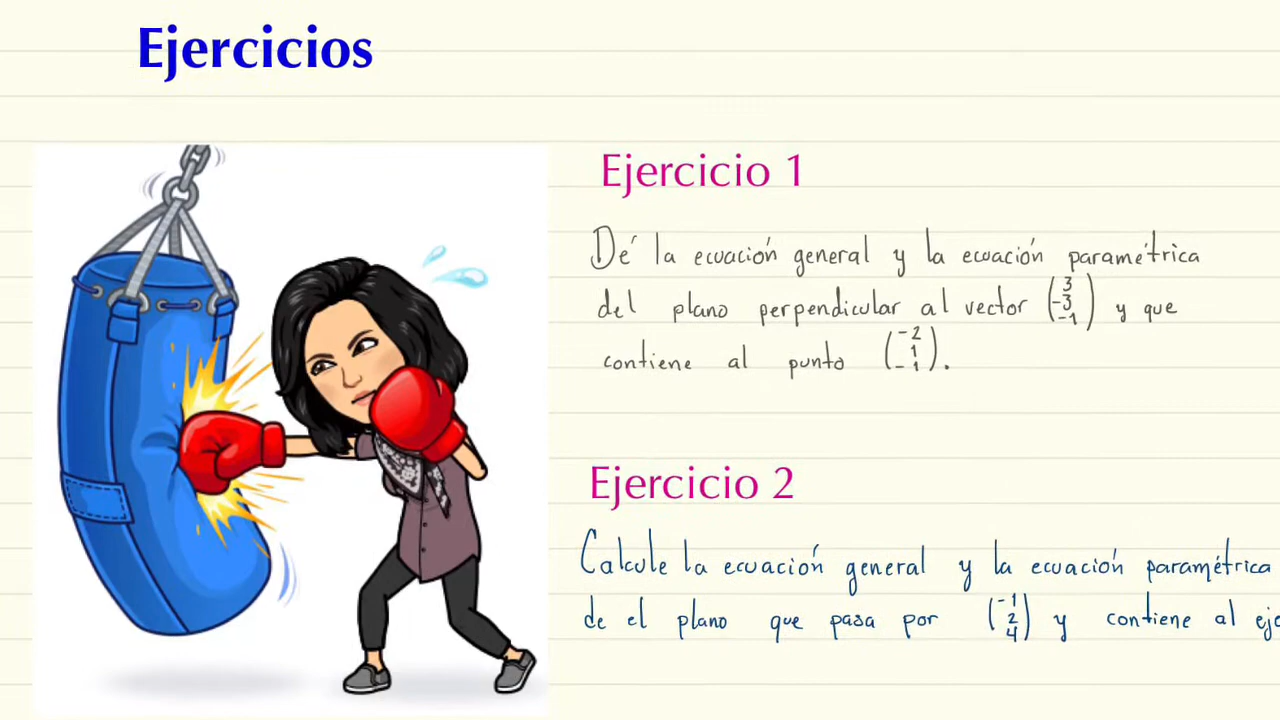 Ejercicios
Ejercicio 1
Dé la ecuación general y la ecuación paramétrica
del plano perpendicular al vector (3 -3 -1) y que
contiene al punto (-2 1 -1).
Ejercicio 2
Calcule la ecuación general y la ecuación paramétrica
de el plano que pasa por (-1 2 4) y contiene al